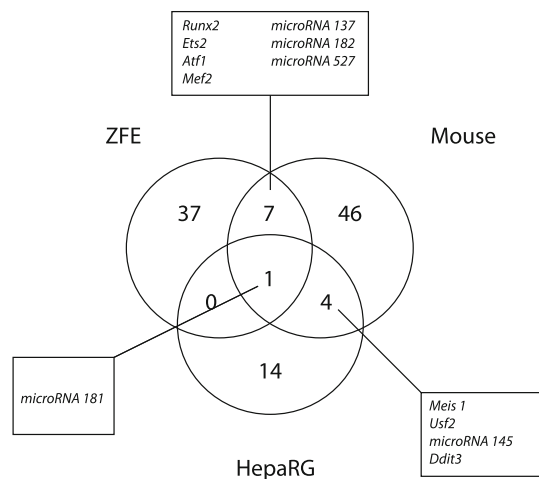 Runx2 microRNA 137
Ets2 microRNA 182
Atf1 microRNA 527
Mef2
ZFE Mouse
37 7 46
1
0 4
14
microRNA 181
Meis 1
Usf2
microRNA 145
Ddit3
HepaRG